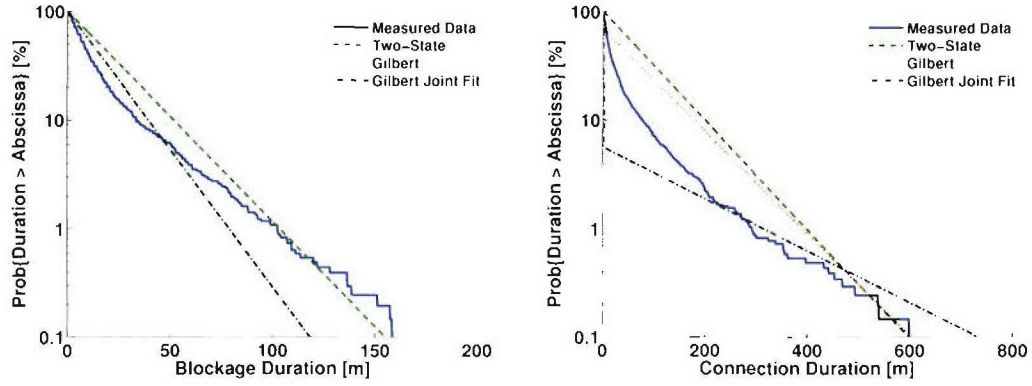 100
10
1
0.1
Prob{Duration > Abscissa} [%]
Measured Data
Two-State
Gilbert
Gilbert Joint Fit
0 50 100 150 200
Blockage Duration [m]
100
10
1
0.1
Prob{Duration > Abscissa} [%]
Measured Data
Two-State
Gilbert
Gilbert Joint Fit
0 200 400 600 800
Connection Duration [m]